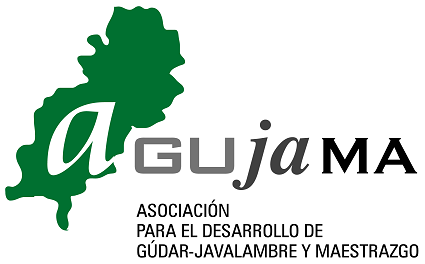 aGUjaMA
ASOCIACIÓN
PARA EL DESARROLLO DE
GÚDAR-JAVALAMBRE Y MAESTRAZGO